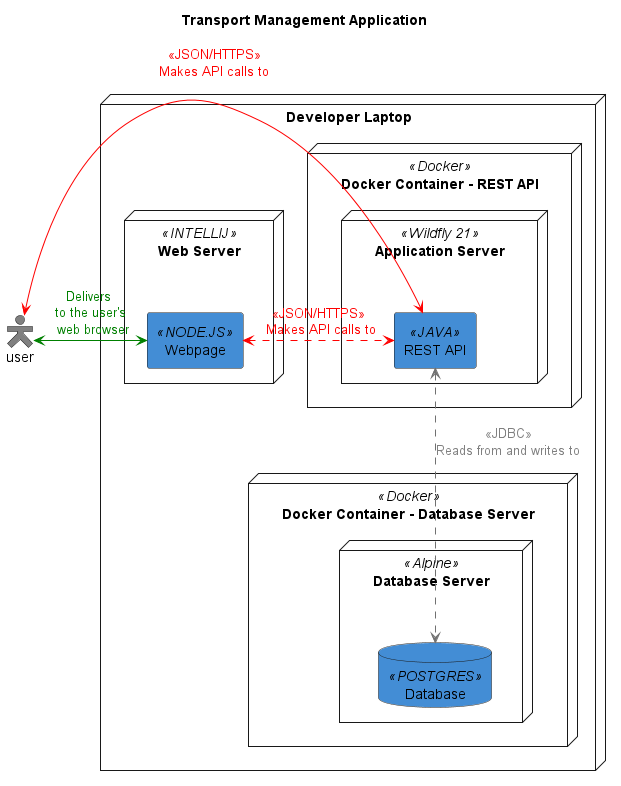 Transport Management Application
«JSON/HTTPS»
Makes API calls to
Developer Laptop
«Docker»
Docker Container - REST API
«INTELLIJ»
Web Server
«Wildfly 21»
Application Server
Delivers
to the user's
web browser
«NODEJS»
Webpage
«JSON/HTTPS»
Makes API calls to
«JAVA»
REST API
user
«JDBC»
Reads from and writes to
«Docker»
Docker Container - Database Server
«Alpine»
Database Server
«POSTGRES»
Database